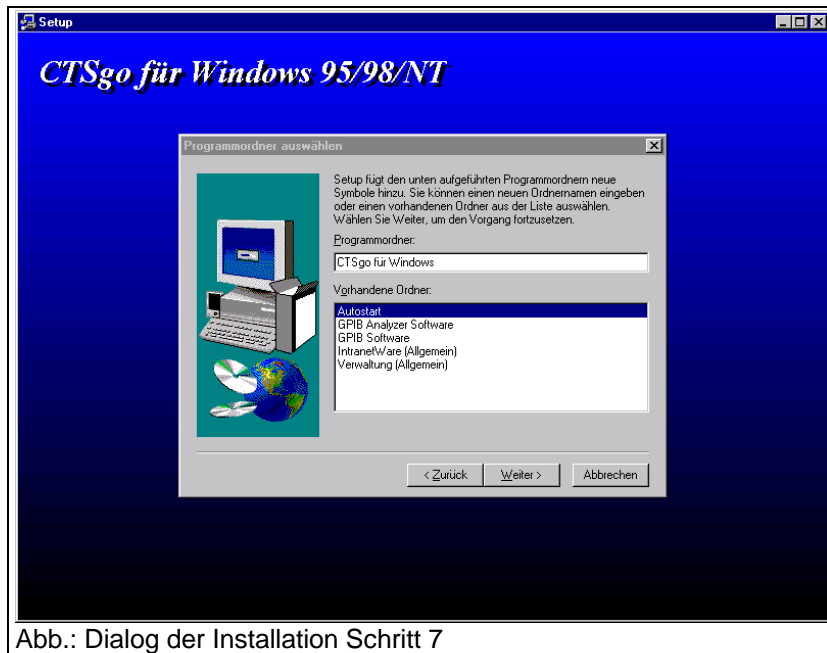 Setup
CTSgo für Windows 95/98/NT
Programmordner auswählen
Setup fügt den unten aufgeführten Programmordnern neue
Symbole hinzu. Sie können einen neuen Ordnernamen eingeben
oder einen vorhandenen Ordner aus der Liste auswählen.
Wählen Sie Weiter, um den Vorgang fortzusetzen.
Programmordner:
CTSgo für Windows
Vorhandene Ordner:
Autostart
GPIB Analyzer Software
GPIB Software
IntranetWare (Allgemein)
Verwaltung (Allgemein)
< Zurück Weiter > Abbrechen
Abb.: Dialog der Installation Schritt 7